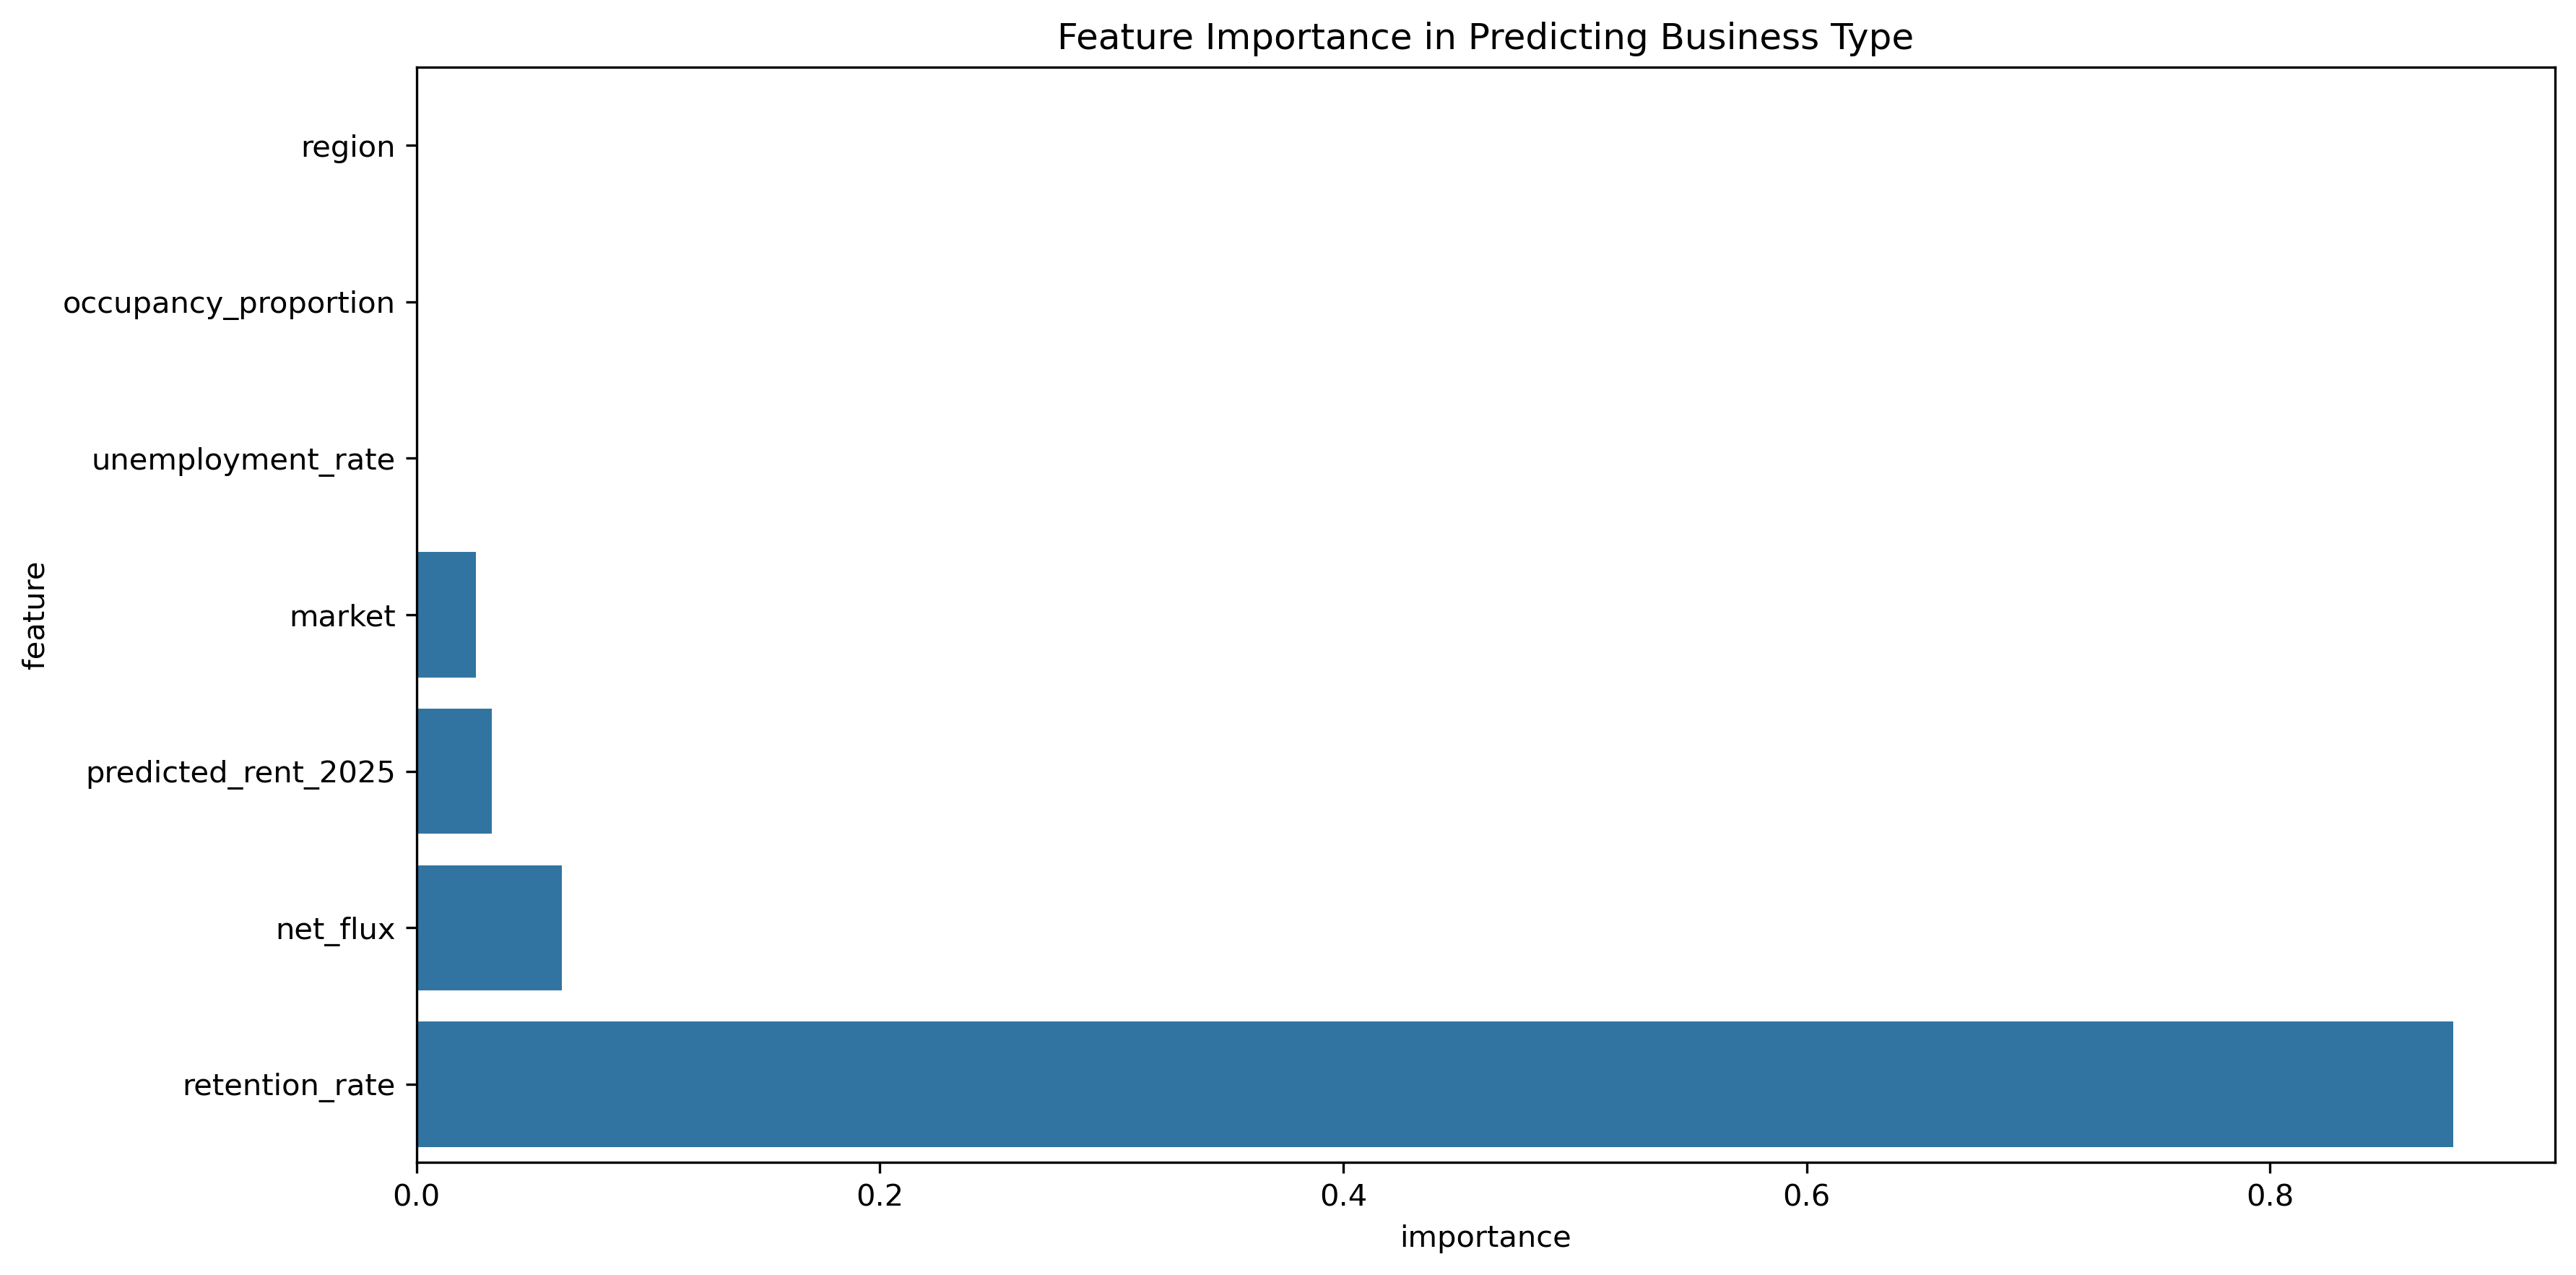 Feature Importance in Predicting Business Type
region
occupancy_proportion
unemployment_rate
market
predicted_rent_2025
net_flux
retention_rate
feature
0.0 0.2 0.4 0.6 0.8
importance